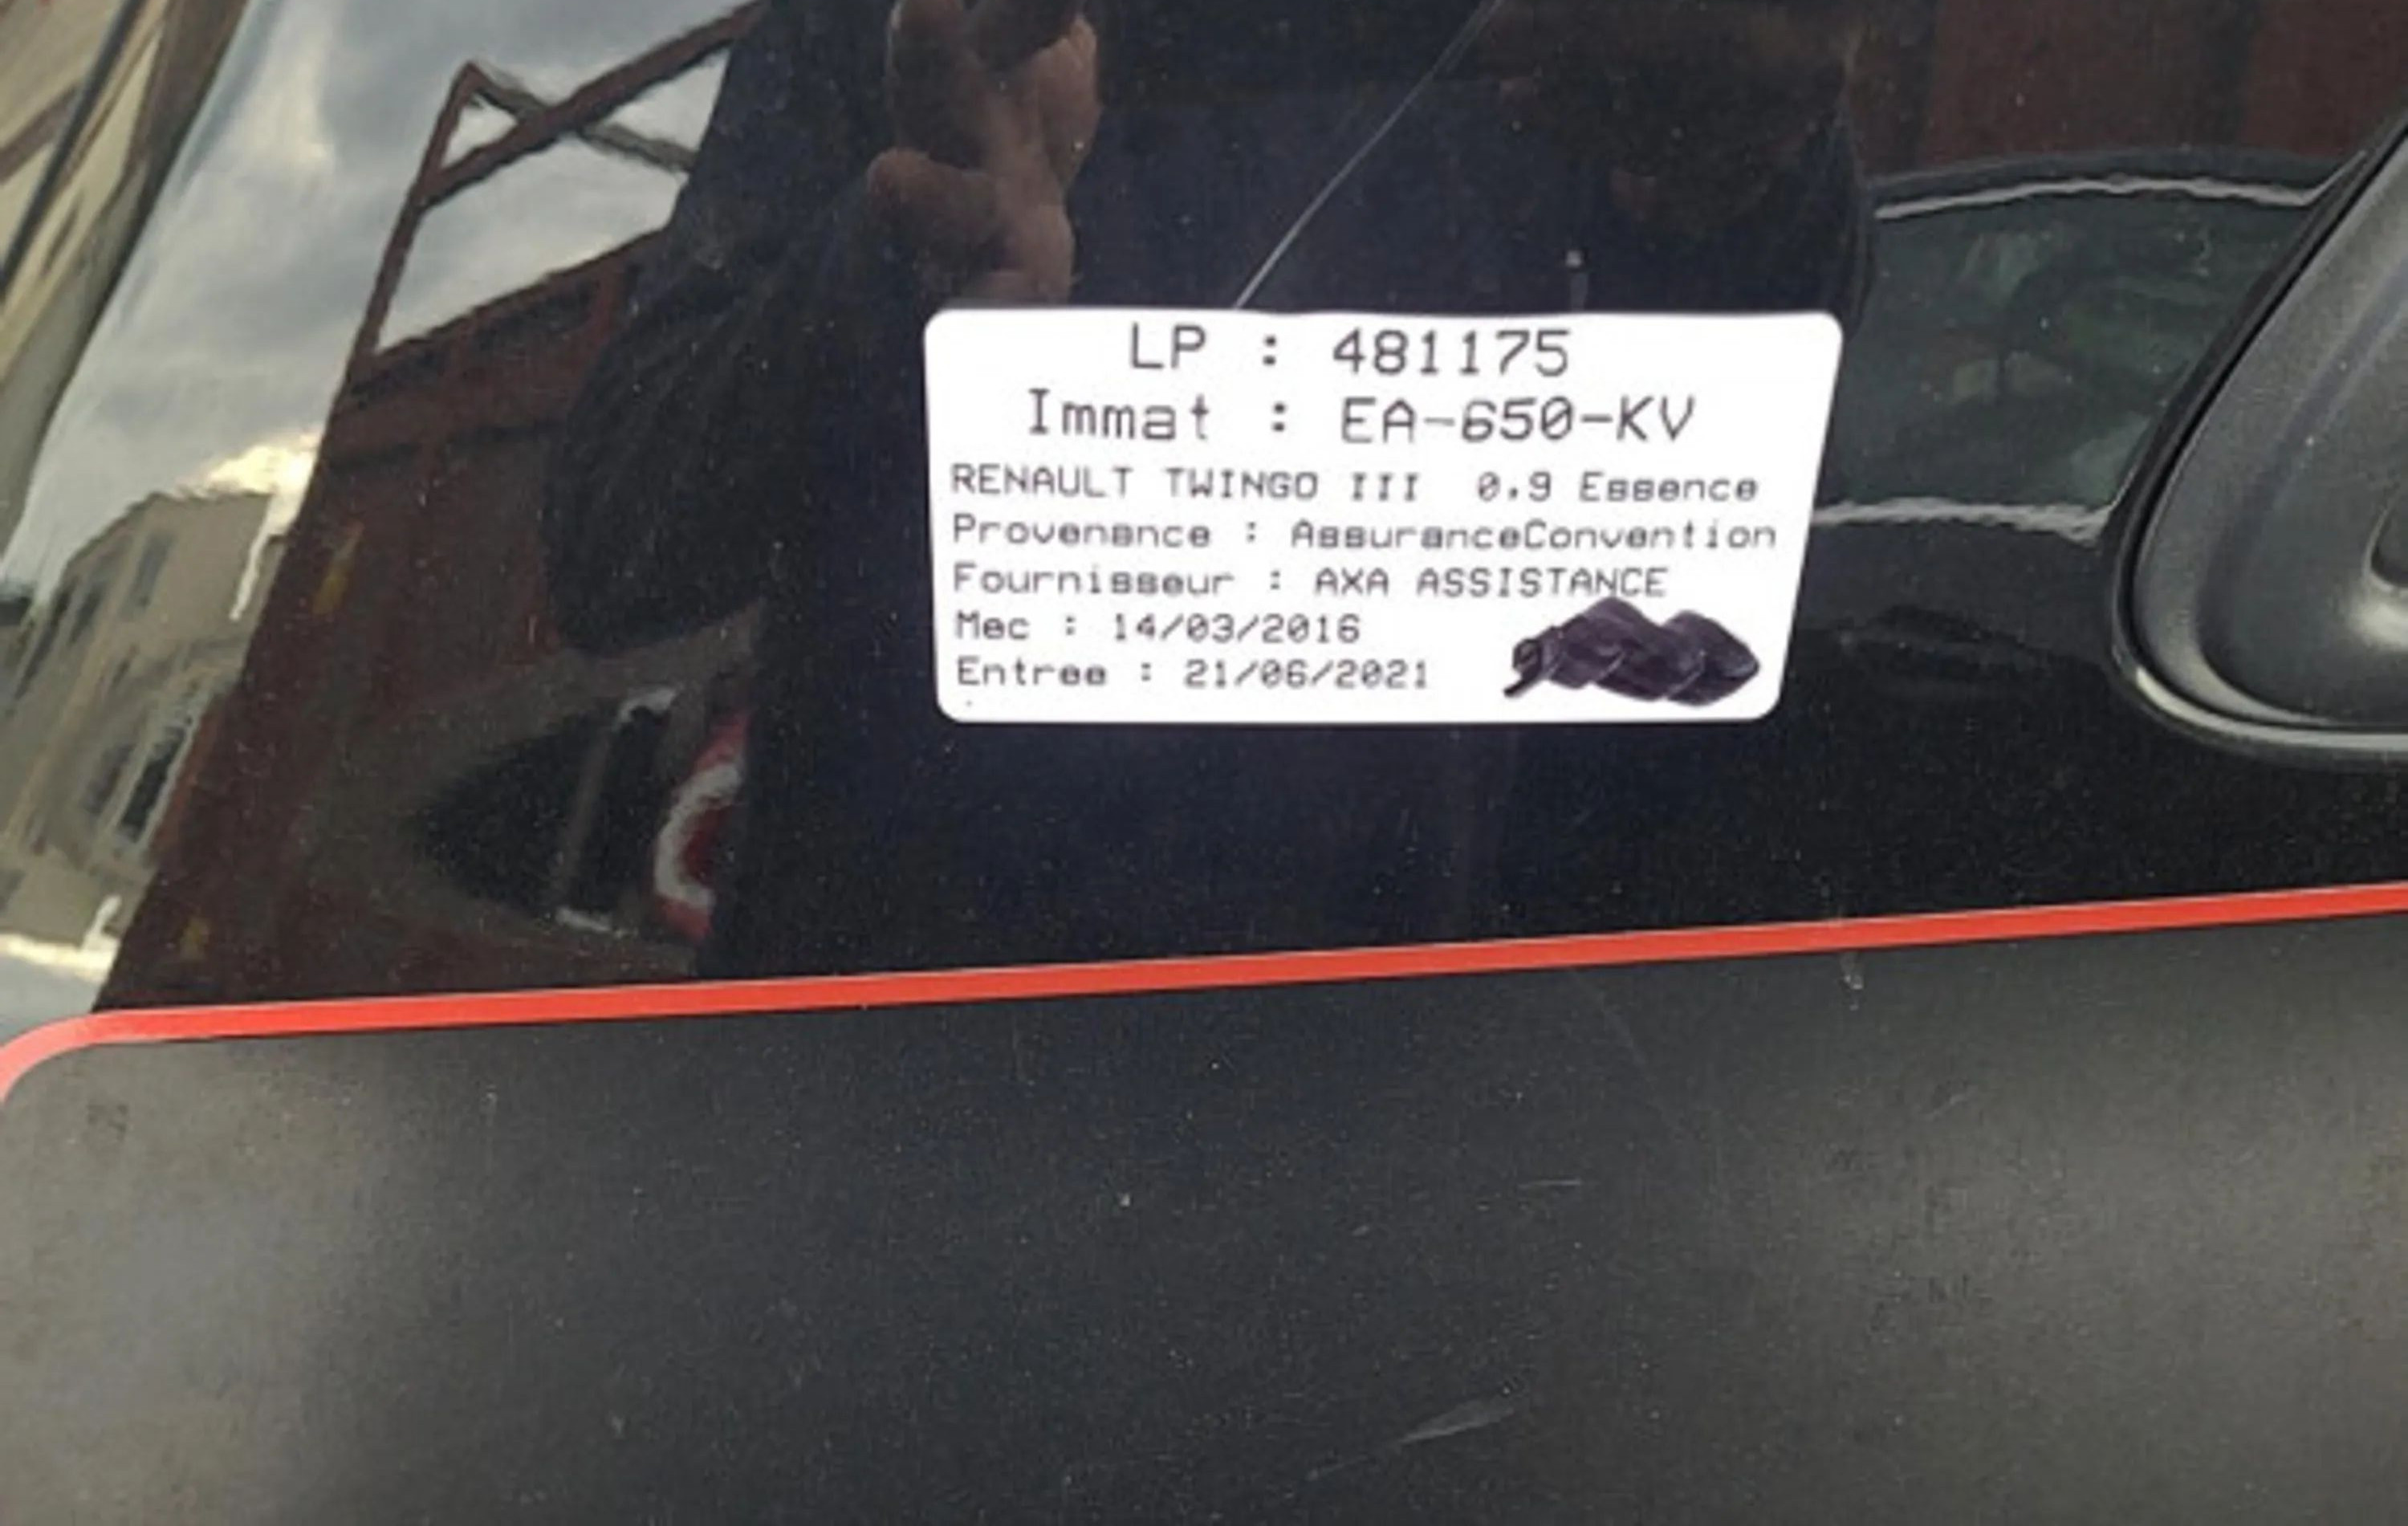 LP : 481175
Immat : EA-650-KV
RENAULT TWINGO III 0.9 Essence
Provenance : AssuranceConvention
Fournisseur : AXA ASSISTANCE
Mec : 14/03/2016
Entree : 21/06/2021